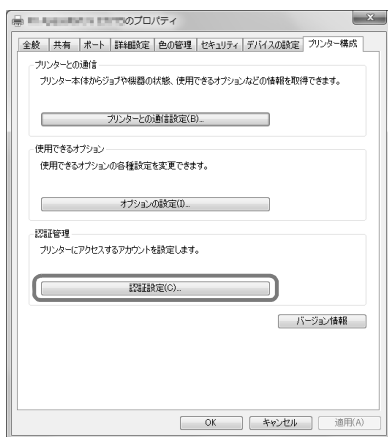 のプロパティ
全般 共有 ポート 詳細設定 色の管理 セキュリティ デバイスの設定 プリンター構成
プリンターとの通信
プリンター本体からジョブや機器の状態、使用できるオプションなどの情報を取得できます。
プリンターとの通信設定(B)...
使用できるオプション
使用できるオプションの各種設定を変更できます。
オプションの設定(I)...
認証管理
プリンターにアクセスするアカウントを設定します。
認証設定(C)...
バージョン情報
OK キャンセル 適用(A)